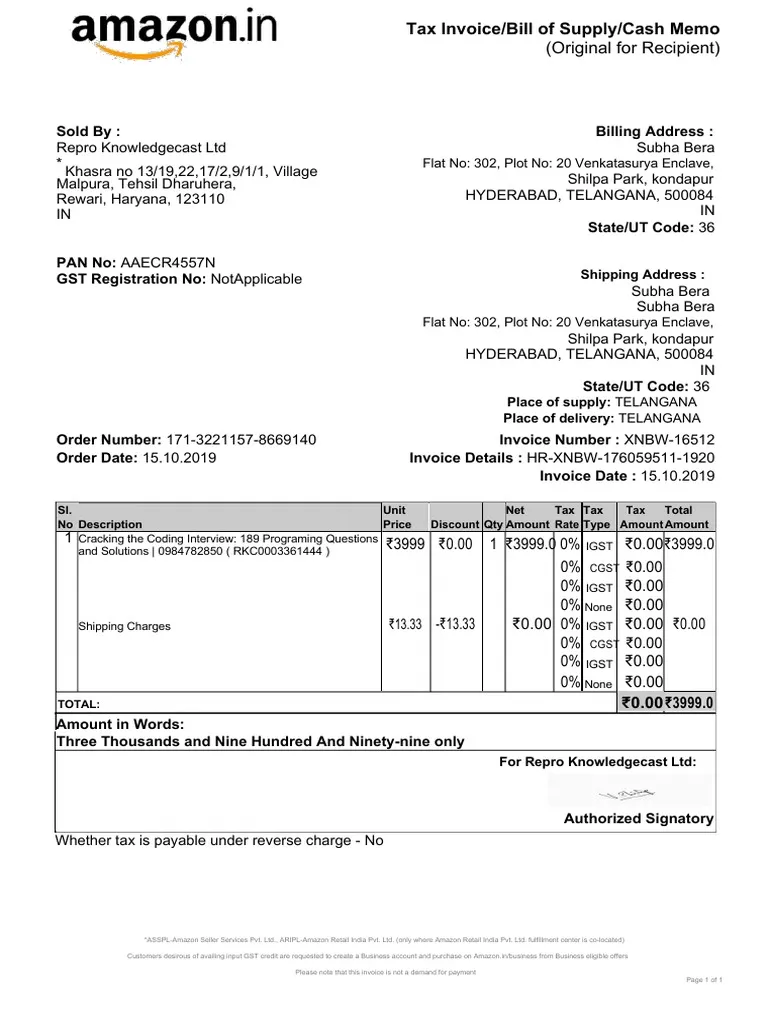 amazon.in
Tax Invoice/Bill of Supply/Cash Memo
(Original for Recipient)
Sold By :
Repro Knowledgecast Ltd
*
Khasra no 13/19,22,17/2,9/1/1, Village
Malpura, Tehsil Dharuhera,
Rewari, Haryana, 123110
IN
PAN No: AAECR4557N
GST Registration No: NotApplicable
Billing Address :
Subha Bera
Flat No: 302, Plot No: 20 Venkatasurya Enclave,
Shilpa Park, kondapur
HYDERABAD, TELANGANA, 500084
IN
State/UT Code: 36
Shipping Address :
Subha Bera
Subha Bera
Flat No: 302, Plot No: 20 Venkatasurya Enclave,
Shilpa Park, kondapur
HYDERABAD, TELANGANA, 500084
IN
State/UT Code: 36
Place of supply: TELANGANA
Place of delivery: TELANGANA
Order Number: 171-3221157-8669140
Order Date: 15.10.2019
Invoice Number : XNBW-16512
Invoice Details : HR-XNBW-176059511-1920
Invoice Date : 15.10.2019
Sl. Unit Net Tax Tax Tax Total
No Description Price Discount Qty Amount Rate Type Amount Amount
1 Cracking the Coding Interview: 189 Programing Questions
and Solutions | 0984782850 ( RKC0003361444 ) ₹3999 ₹0.00 1 ₹3999.0 0% IGST ₹0.00 ₹3999.0
0% CGST ₹0.00
0% IGST ₹0.00
0% None ₹0.00
Shipping Charges ₹13.33 -₹13.33 ₹0.00 0% IGST ₹0.00 ₹0.00
0% CGST ₹0.00
0% IGST ₹0.00
0% None ₹0.00
TOTAL: ₹0.00 ₹3999.0
Amount in Words:
Three Thousands and Nine Hundred And Ninety-nine only
For Repro Knowledgecast Ltd:
Authorized Signatory
Whether tax is payable under reverse charge - No
*ASSPL-Amazon Seller Services Pvt. Ltd., ARIPL-Amazon Retail India Pvt. Ltd. (only where Amazon Retail India Pvt. Ltd. fulfillment center is co-located)
Customers desirous of availing input GST credit are requested to create a Business account and purchase on Amazon.in/business from Business eligible offers
Please note that this invoice is not a demand for payment
Page 1 of 1